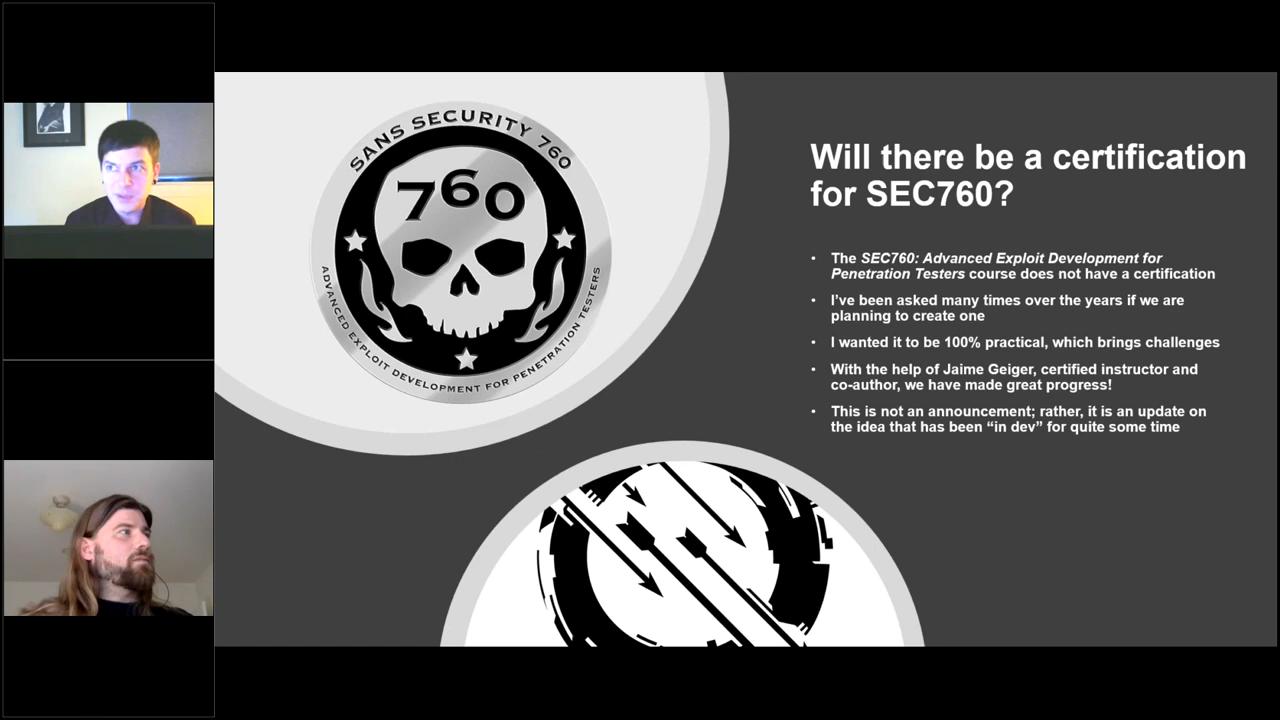 SANS SECURITY 760
760
ADVANCED EXPLOIT DEVELOPMENT FOR PENETRATION TESTERS
Will there be a certification
for SEC760?
• The SEC760: Advanced Exploit Development for
Penetration Testers course does not have a certification
• I’ve been asked many times over the years if we are
planning to create one
• I wanted it to be 100% practical, which brings challenges
• With the help of Jaime Geiger, certified instructor and
co-author, we have made great progress!
• This is not an announcement; rather, it is an update on
the idea that has been “in dev” for quite some time